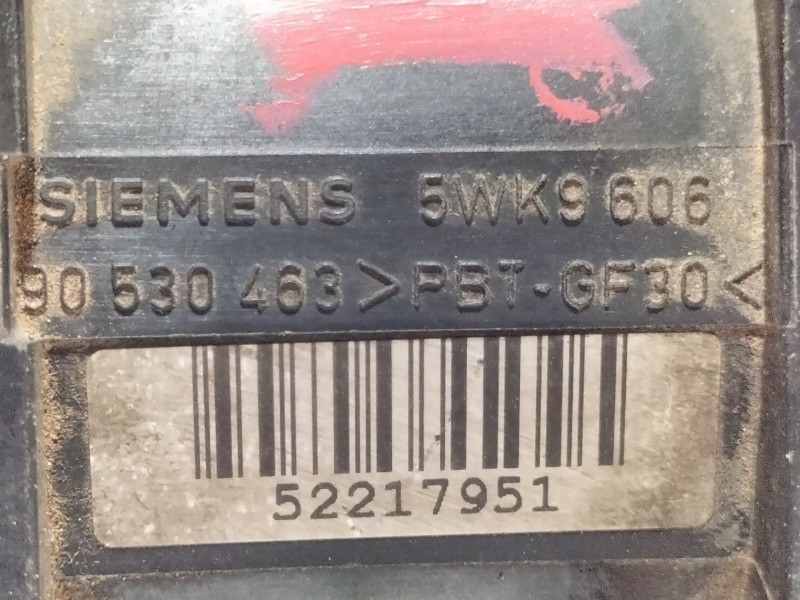 SIEMENS 5WK9 606
90 530 463 >PBT-GF30<
52217951